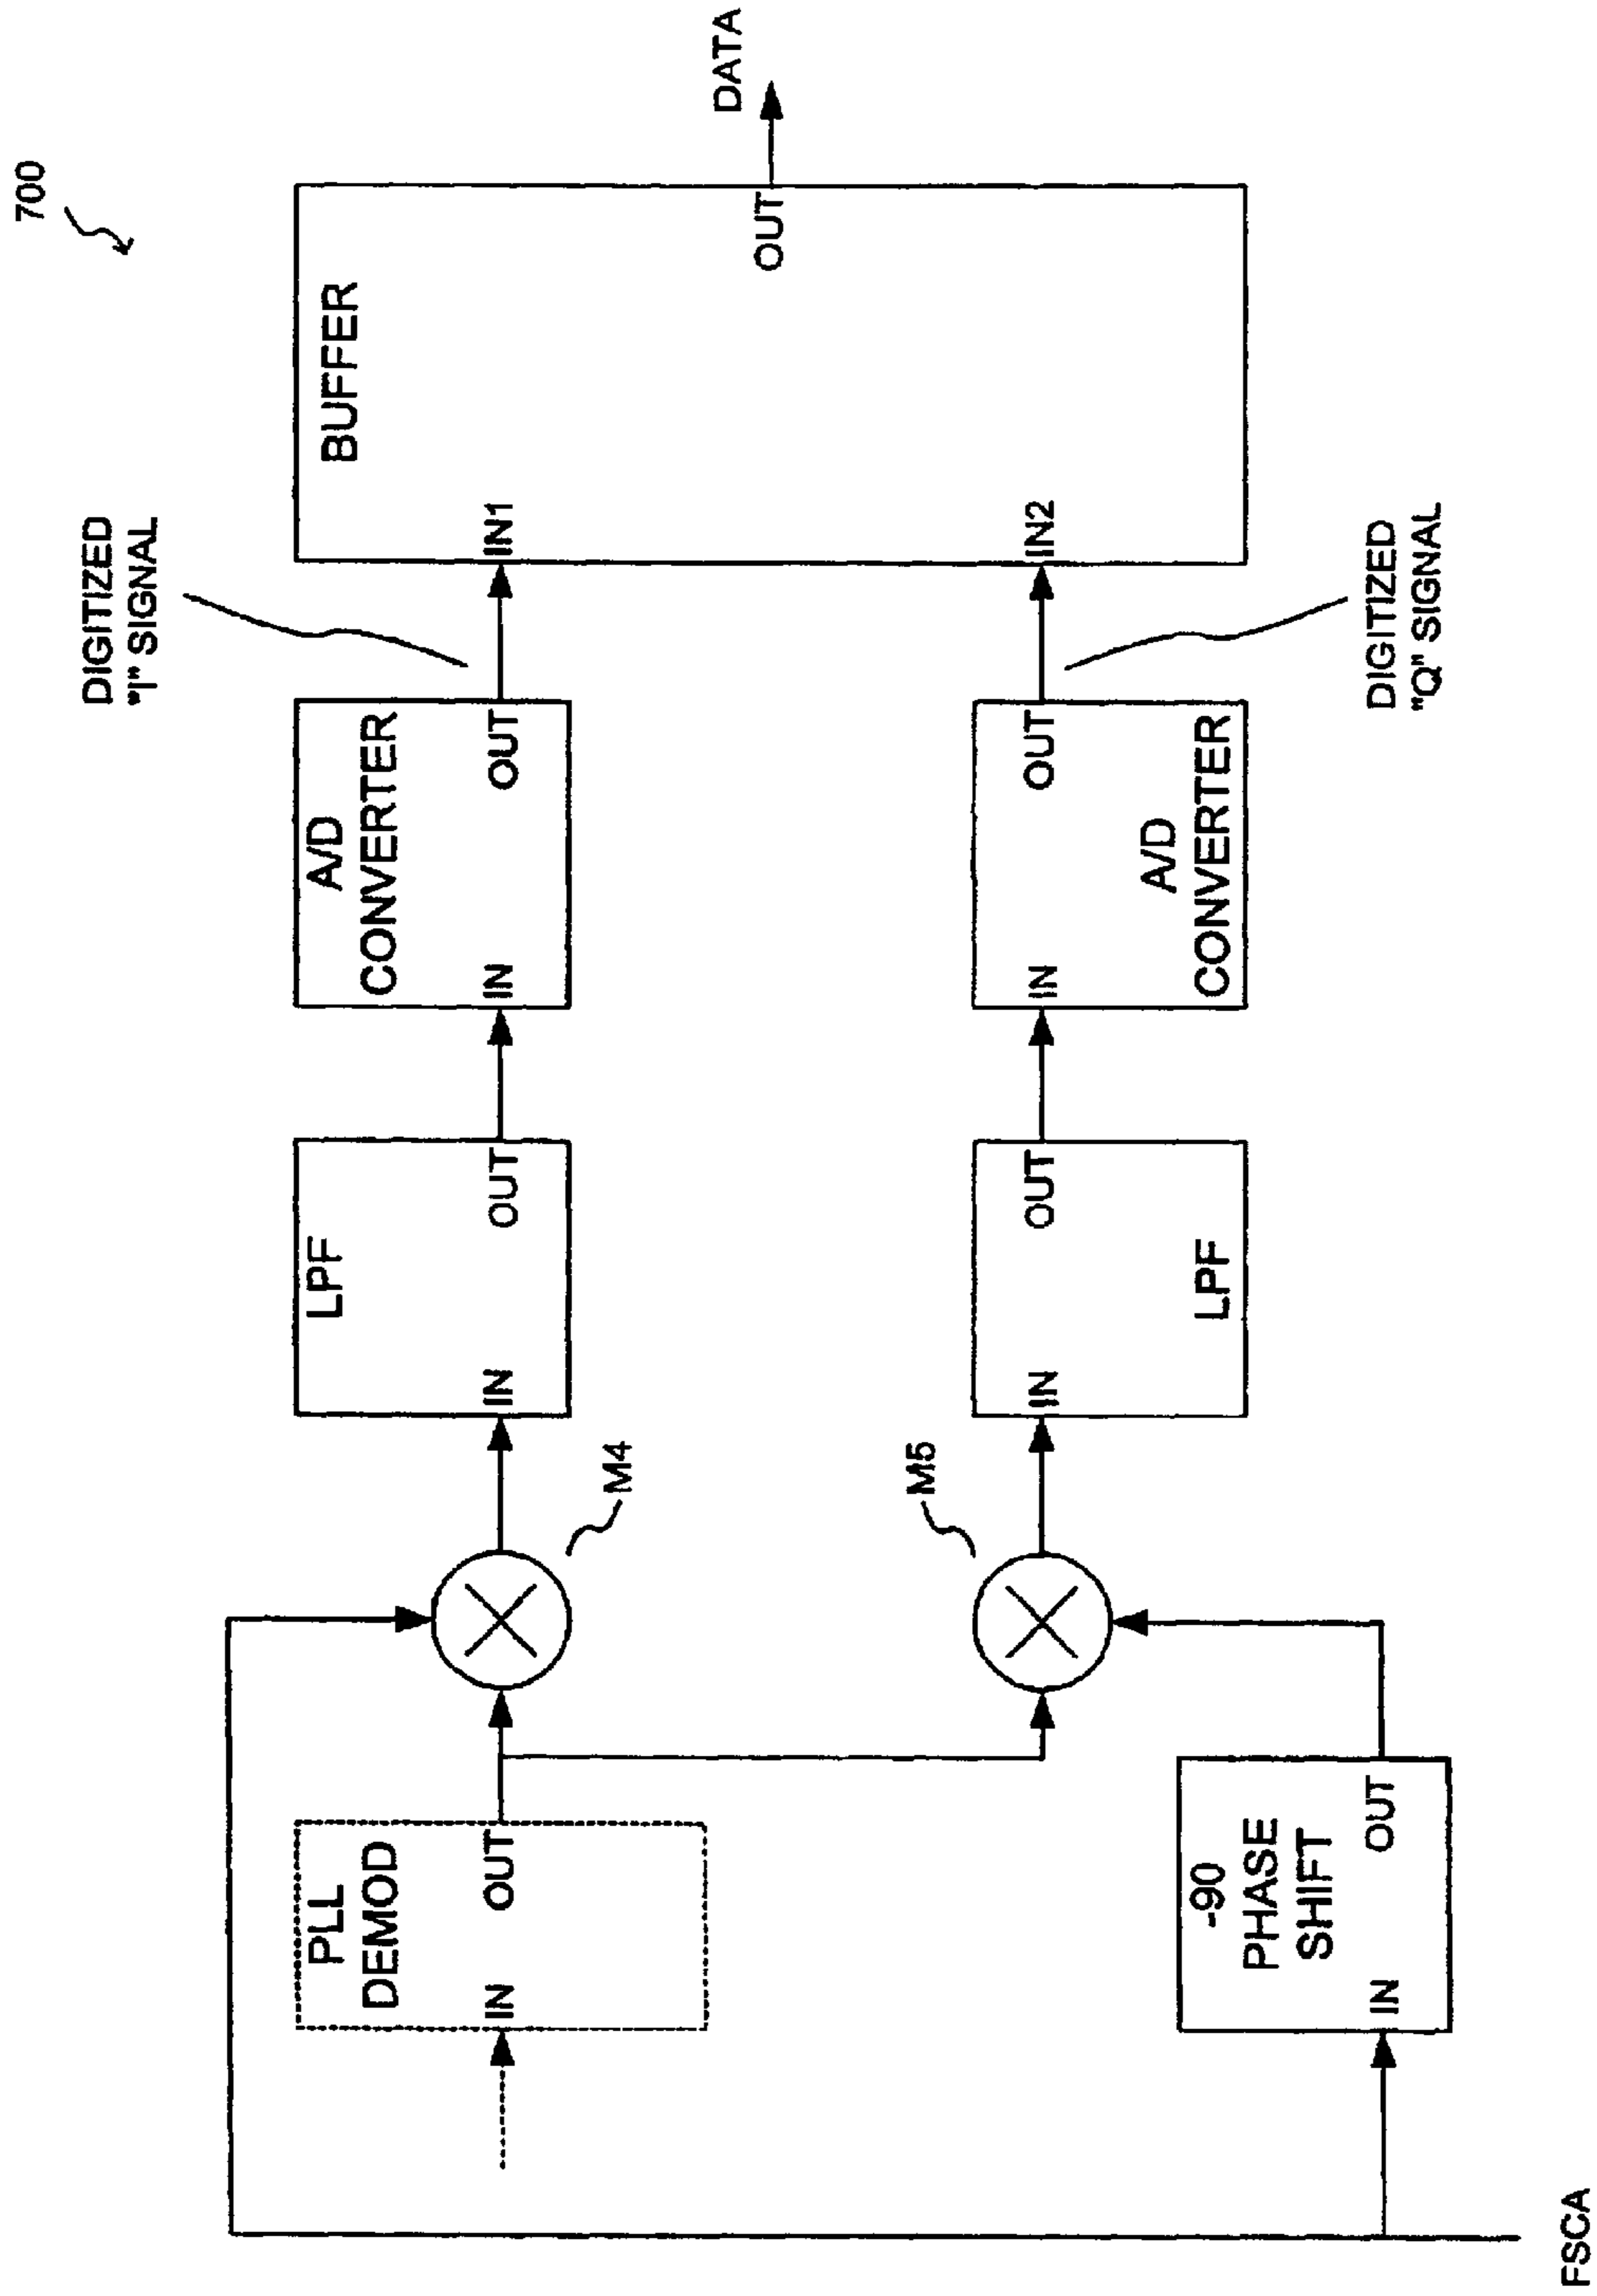 700
DIGITIZED
"I" SIGNAL
PLL
DEMOD
IN
OUT
M4
LPF
IN
OUT
A/D
CONVERTER
IN
OUT
BUFFER
IN1
IN2
OUT
DATA
FSCA
-90
PHASE
SHIFT
IN
OUT
M5
IN
OUT
LPF
IN
OUT
A/D
CONVERTER
DIGITIZED
"Q" SIGNAL